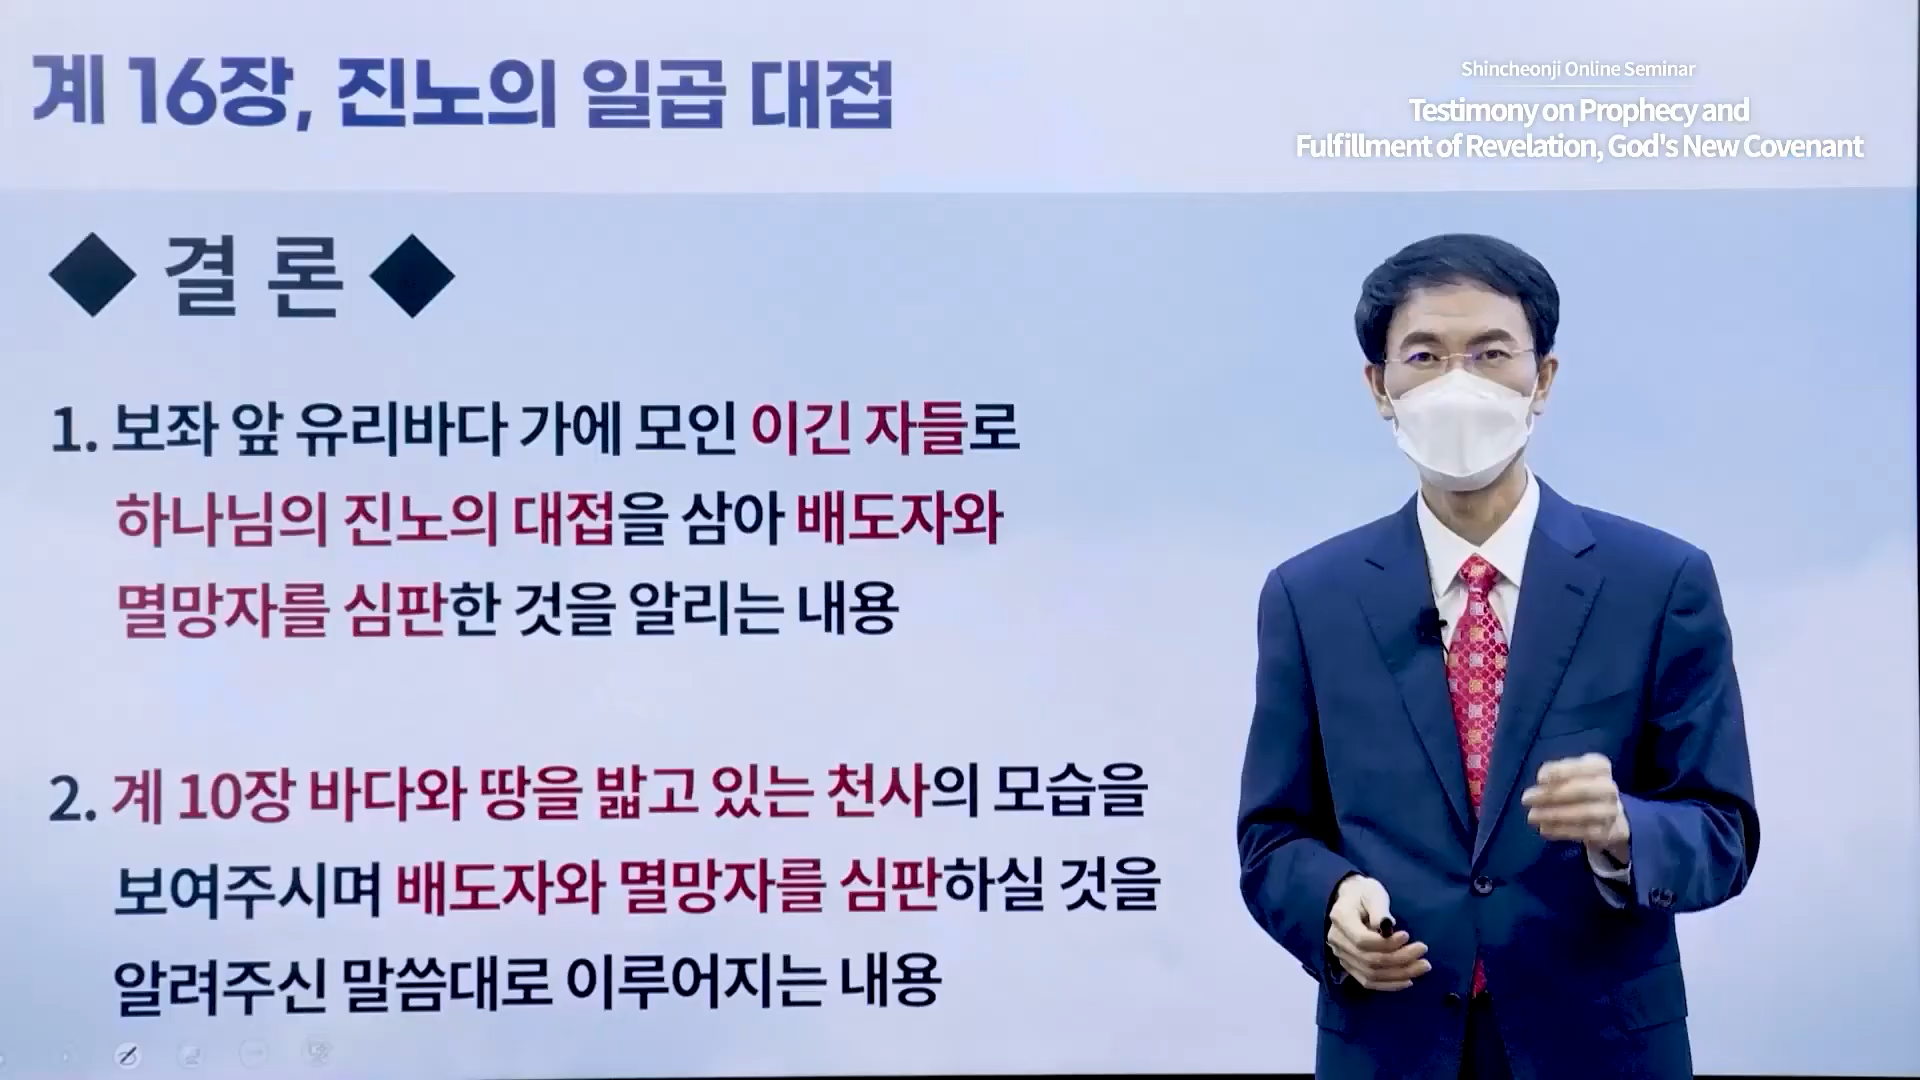 계 16장, 진노의 일곱 대접
Shincheonji Online Seminar
Testimony on Prophecy and
Fulfillment of Revelation, God's New Covenant
◆ 결 론 ◆
1. 보좌 앞 유리바다 가에 모인 이긴 자들로
하나님의 진노의 대접을 삼아 배도자와
멸망자를 심판한 것을 알리는 내용
2. 계 10장 바다와 땅을 밟고 있는 천사의 모습을
보여주시며 배도자와 멸망자를 심판하실 것을
알려주신 말씀대로 이루어지는 내용